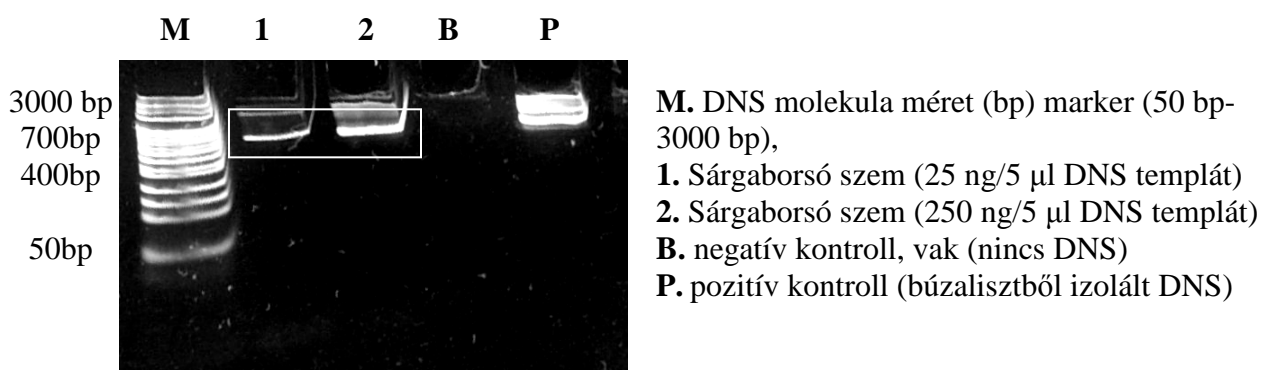 M 1 2 B P
3000 bp
700bp
400bp
50bp
M. DNS molekula méret (bp) marker (50 bp-
3000 bp),
1. Sárgaborsó szem (25 ng/5 μl DNS templát)
2. Sárgaborsó szem (250 ng/5 μl DNS templát)
B. negatív kontroll, vak (nincs DNS)
P. pozitív kontroll (búzalisztből izolált DNS)